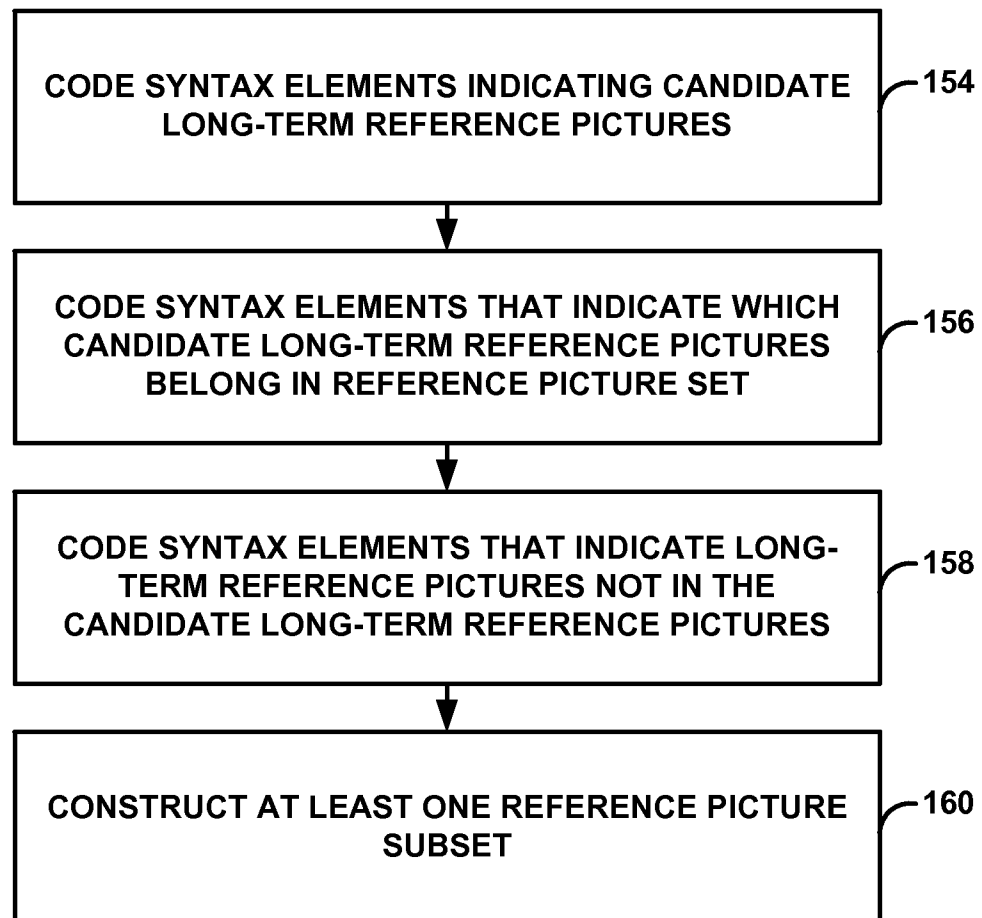 CODE SYNTAX ELEMENTS INDICATING CANDIDATE
LONG-TERM REFERENCE PICTURES
154
CODE SYNTAX ELEMENTS THAT INDICATE WHICH
CANDIDATE LONG-TERM REFERENCE PICTURES
BELONG IN REFERENCE PICTURE SET
156
CODE SYNTAX ELEMENTS THAT INDICATE LONG-
TERM REFERENCE PICTURES NOT IN THE
CANDIDATE LONG-TERM REFERENCE PICTURES
158
CONSTRUCT AT LEAST ONE REFERENCE PICTURE
SUBSET
160